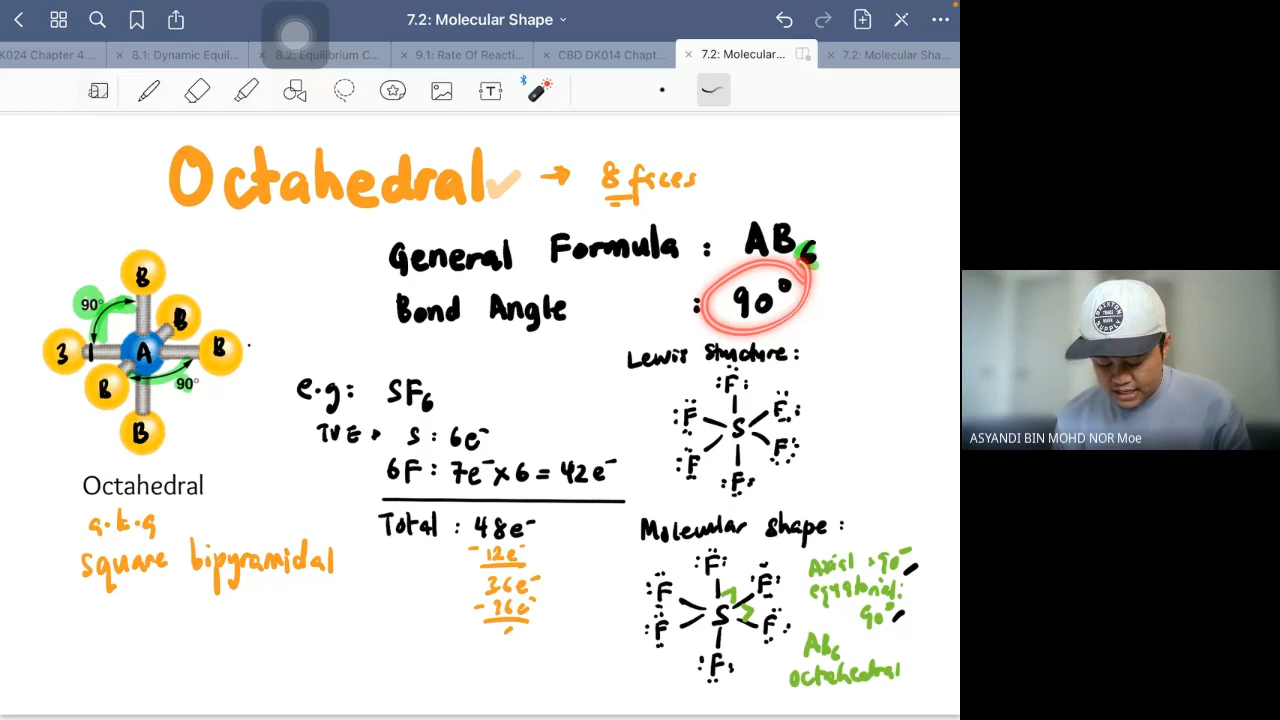 7.2: Molecular Shape
K024 Chapter 4....
8.1: Dynamic Equil...
8.2: Equilibrium C...
9.1: Rate Of Reacti...
CBD DK014 Chapt...
7.2: Molecular...
7.2: Molecular Sha...
Octahedral → 8 faces
General Formula : AB6
Bond Angle : 90°
90°
B
B
B
A
B
B
90°
Octahedral
a.k.a
square bipyramidal
e.g: SF6
TVE
S : 6e-
6F : 7e- x 6 = 42e-
Total : 48e-
- 12e-
36e-
- 36e-
Lewis Structure :
F
F F
S
F F
F
Molecular shape :
F
F F
S
F F
F
Axial > 90°
equatorial:
90°
AB6
octahedral
BRIXTON
SUPPLY
ASYANDI BIN MOHD NOR Moe